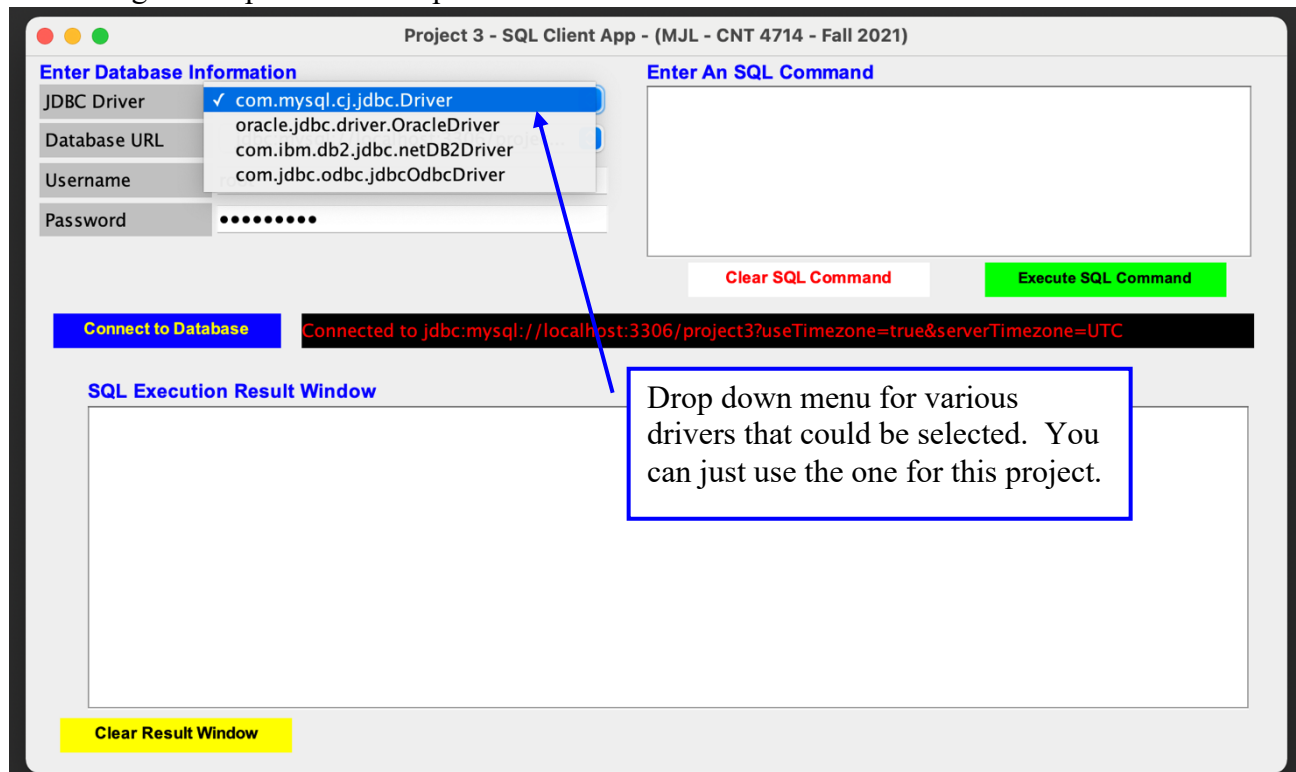 Project 3 - SQL Client App - (MJL - CNT 4714 - Fall 2021)
Enter Database Information
Enter An SQL Command
JDBC Driver
✓ com.mysql.cj.jdbc.Driver
oracle.jdbc.driver.OracleDriver
com.ibm.db2.jdbc.netDB2Driver
com.jdbc.odbc.jdbcOdbcDriver
Database URL
Username
Password
•••••••••
Clear SQL Command
Execute SQL Command
Connect to Database
Connected to jdbc:mysql://localhost:3306/project3?useTimezone=true&serverTimezone=UTC
SQL Execution Result Window
Drop down menu for various
drivers that could be selected. You
can just use the one for this project.
Clear Result Window